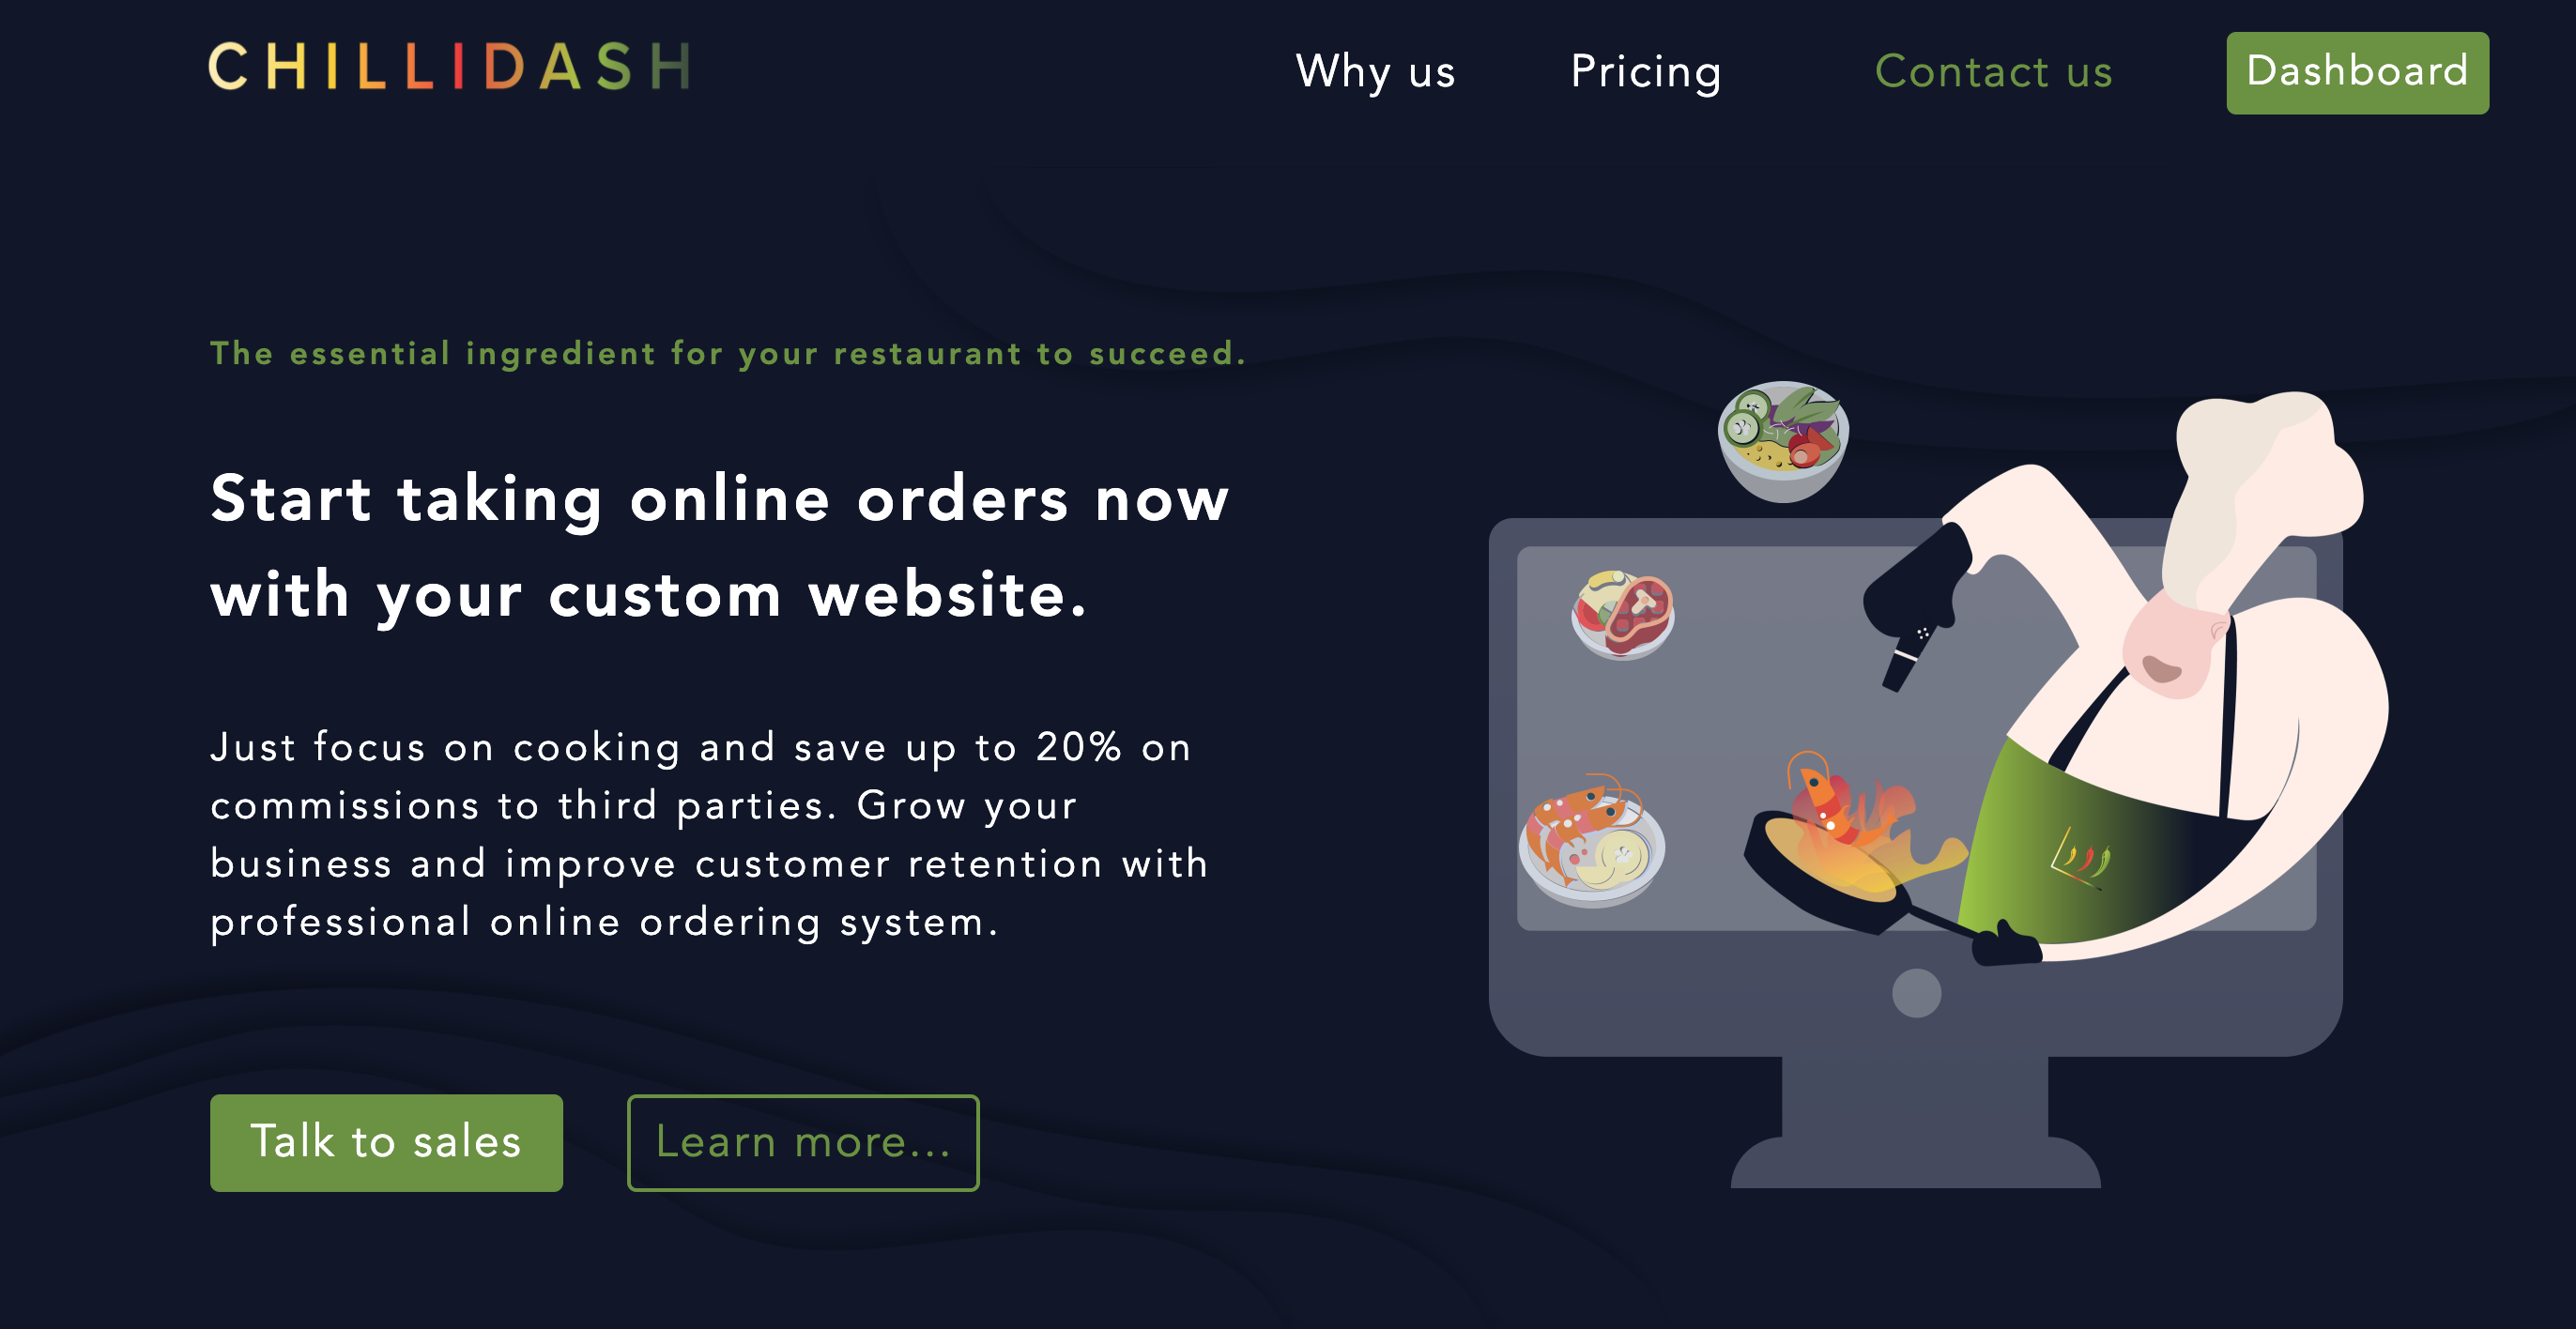 CHILLIDASH
Why us
Pricing
Contact us
Dashboard
The essential ingredient for your restaurant to succeed.
Start taking online orders now
with your custom website.
Just focus on cooking and save up to 20% on
commissions to third parties. Grow your
business and improve customer retention with
professional online ordering system.
Talk to sales
Learn more...